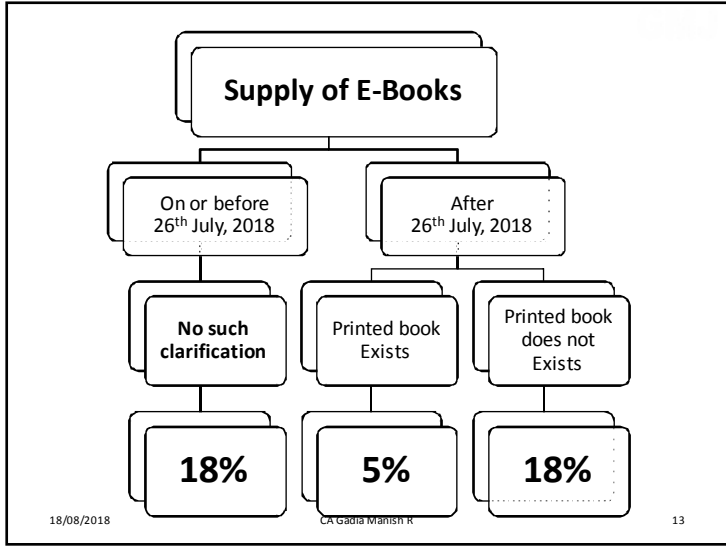 Supply of E-Books
On or before
26th July, 2018
After
26th July, 2018
No such
clarification
Printed book
Exists
Printed book
does not
Exists
18%
5%
18%
18/08/2018
CA Gadia Manish R
13